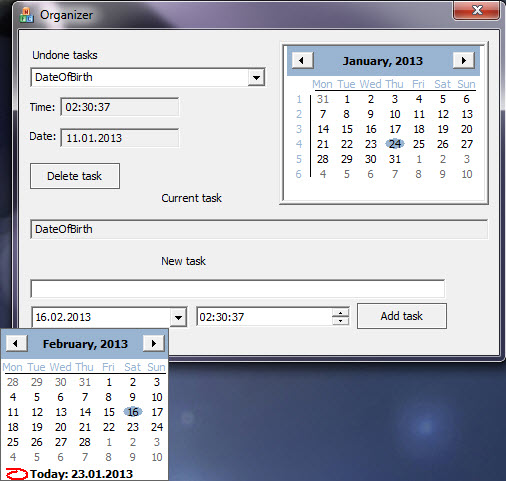 Organizer
Undone tasks
DateOfBirth
Time: 02:30:37
Date: 11.01.2013
Delete task
January, 2013
Mon Tue Wed Thu Fri Sat Sun
1 31 1 2 3 4 5 6
2 7 8 9 10 11 12 13
3 14 15 16 17 18 19 20
4 21 22 23 24 25 26 27
5 28 29 30 31 1 2 3
6 4 5 6 7 8 9 10
Current task
DateOfBirth
New task
16.02.2013 02:30:37 Add task
February, 2013
Mon Tue Wed Thu Fri Sat Sun
28 29 30 31 1 2 3
4 5 6 7 8 9 10
11 12 13 14 15 16 17
18 19 20 21 22 23 24
25 26 27 28 1 2 3
4 5 6 7 8 9 10
Today: 23.01.2013